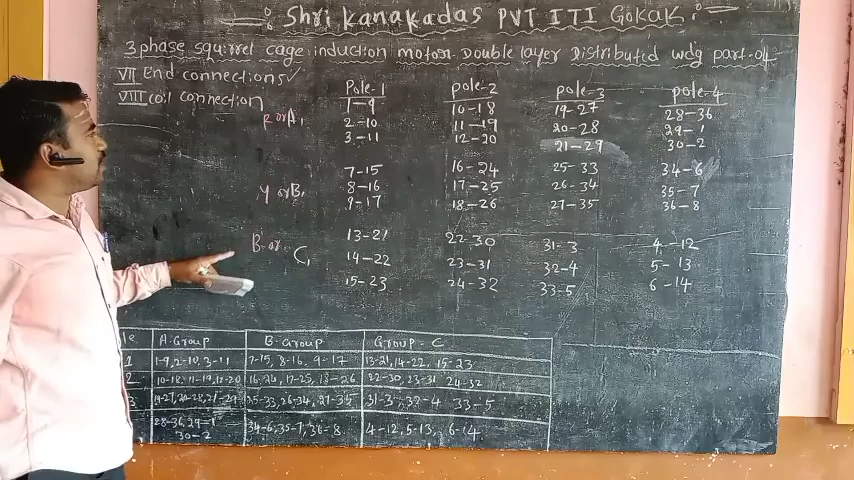 Shri Kanakadas PVT ITI Gokak
3 phase squirrel cage induction motor Double layer Distributed wdg part-04
VII End connections ✓
VIII coil connection
Pole-1 pole-2 pole-3 pole-4
R or A1 1-9 10-18 19-27 28-36
2-10 11-19 20-28 29-1
3-11 12-20 21-29 30-2
7-15 16-24 25-33 34-6
Y or B1 8-16 17-25 26-34 35-7
9-17 18-26 27-35 36-8
B or C1 13-21 22-30 31-3 4-12
14-22 23-31 32-4 5-13
15-23 24-32 33-5 6-14
A-Group B-Group Group-C
1 1-9, 2-10, 3-11 7-15, 8-16, 9-17 13-21, 14-22, 15-23
2 10-18, 11-19, 12-20 16-24, 17-25, 18-26 22-30, 23-31 24-32
3 19-27, 20-28, 21-29 25-33, 26-34, 27-35 31-3, 32-4 33-5
28-36, 29-1 34-6, 35-7, 36-8 4-12, 5-13, 6-14
30-2